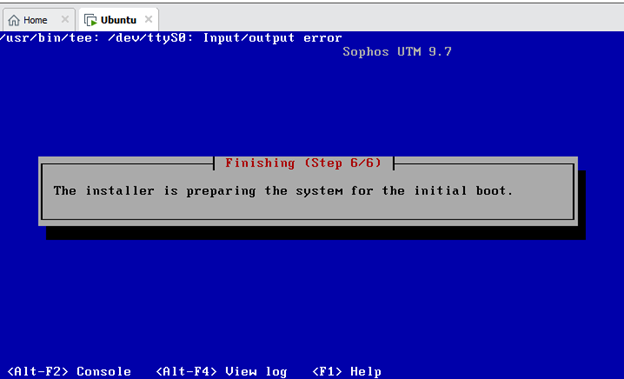 Home
Ubuntu
/usr/bin/tee: /dev/ttyS0: Input/output error
Sophos UTM 9.7
Finishing (Step 6/6)
The installer is preparing the system for the initial boot.
<Alt-F2> Console <Alt-F4> View log <F1> Help